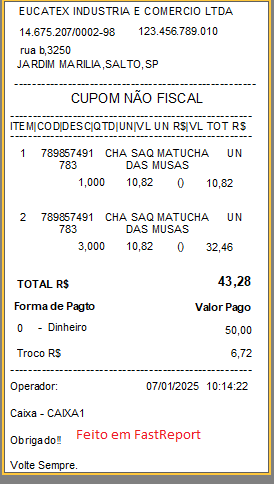 EUCATEX INDUSTRIA E COMERCIO LTDA
14.675.207/0002-98 123.456.789.010
rua b,3250
JARDIM MARILIA,SALTO,SP
CUPOM NÃO FISCAL
ITEM|COD|DESC|QTD|UN|VL UN R$|VL TOT R$
1 789857491 CHA SAQ MATUCHA UN
783 DAS MUSAS
1,000 10,82 () 10,82
2 789857491 CHA SAQ MATUCHA UN
783 DAS MUSAS
3,000 10,82 () 32,46
TOTAL R$ 43,28
Forma de Pagto Valor Pago
0 - Dinheiro 50,00
Troco R$ 6,72
Operador: 07/01/2025 10:14:22
Caixa - CAIXA1
Obrigado!! Feito em FastReport
Volte Sempre.